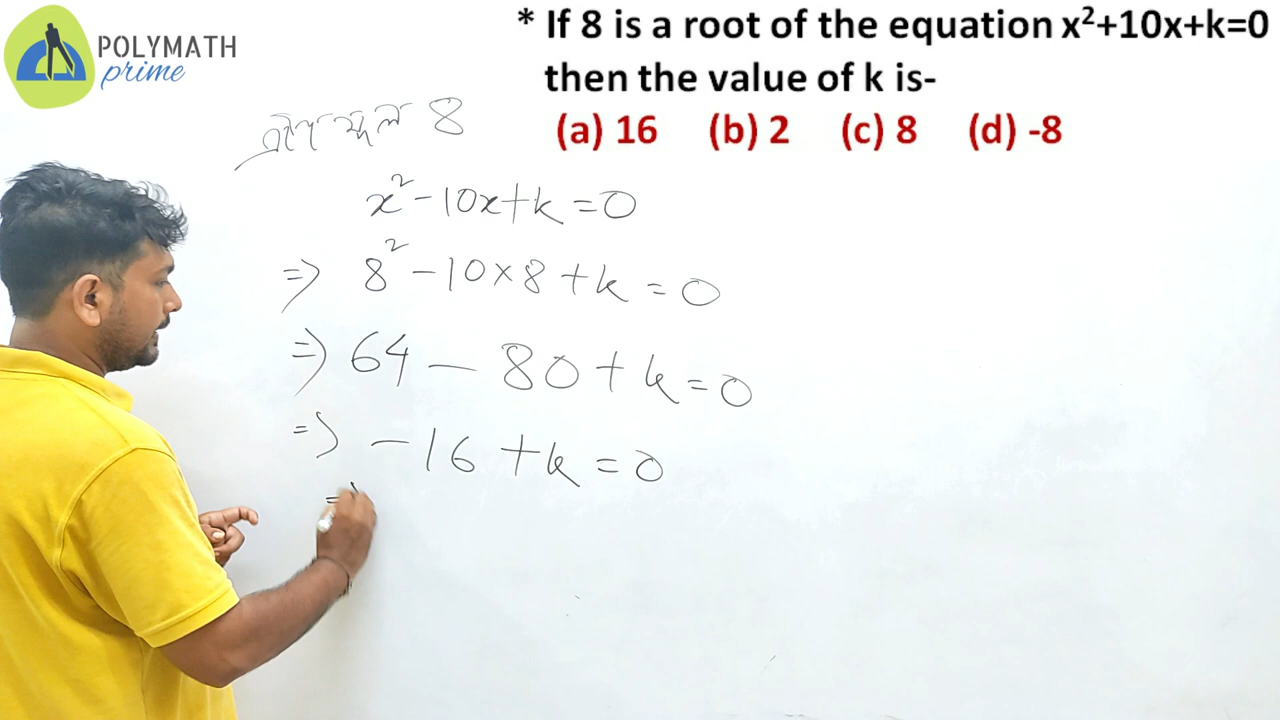 POLYMATH
prime
* If 8 is a root of the equation x²+10x+k=0
then the value of k is-
(a) 16 (b) 2 (c) 8 (d) -8
8
x² - 10x + k = 0
=> 8² - 10 × 8 + k = 0
=> 64 - 80 + k = 0
=> - 16 + k = 0
=>